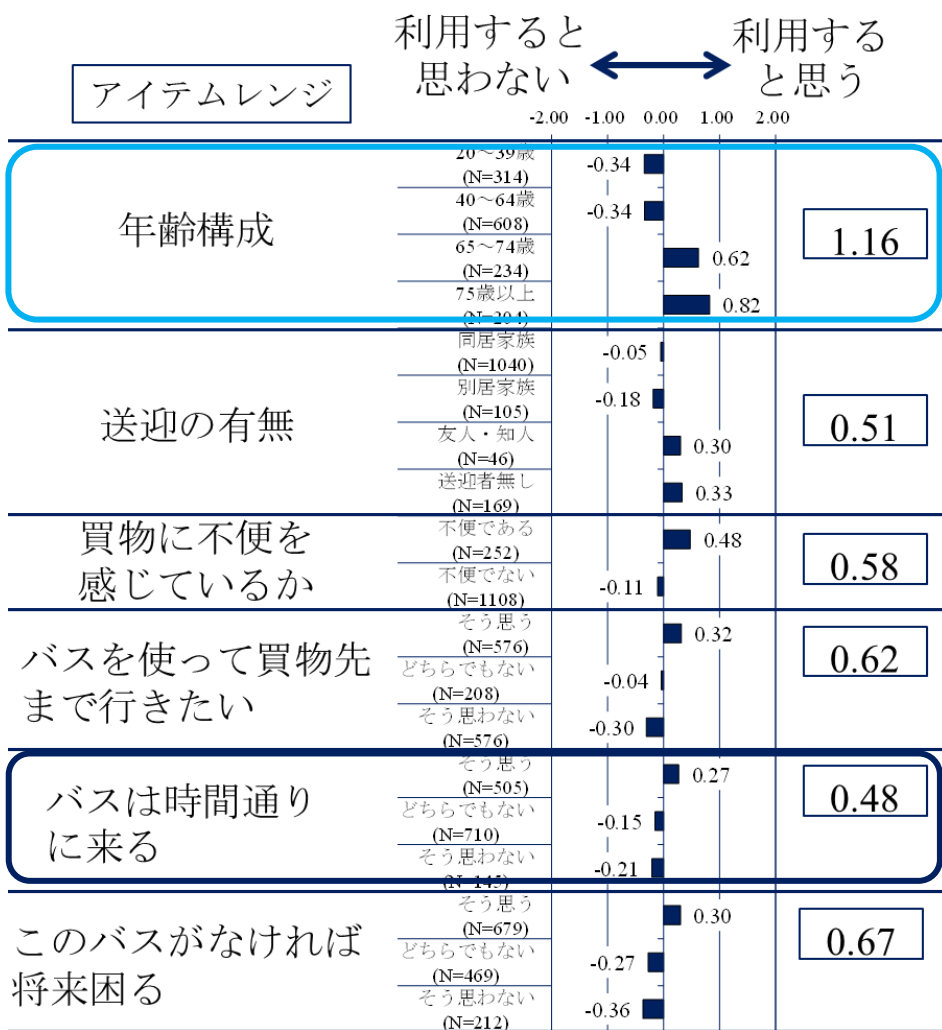 利用すると
思わない
利用する
と思う
アイテムレンジ
-2.00 -1.00 0.00 1.00 2.00
年齢構成
20～39歳
(N=314)
-0.34
40～64歳
(N=608)
-0.34
65～74歳
(N=234)
0.62
75歳以上
(N=204)
0.82
1.16
送迎の有無
同居家族
(N=1040)
-0.05
別居家族
(N=105)
-0.18
友人・知人
(N=46)
0.30
送迎者無し
(N=169)
0.33
0.51
買物に不便を
感じているか
不便である
(N=252)
0.48
不便でない
(N=1108)
-0.11
0.58
バスを使って買物先
まで行きたい
そう思う
(N=576)
0.32
どちらでもない
(N=208)
-0.04
そう思わない
(N=576)
-0.30
0.62
バスは時間通り
に来る
そう思う
(N=505)
0.27
どちらでもない
(N=710)
-0.15
そう思わない
(N=145)
-0.21
0.48
このバスがなければ
将来困る
そう思う
(N=679)
0.30
どちらでもない
(N=469)
-0.27
そう思わない
(N=212)
-0.36
0.67